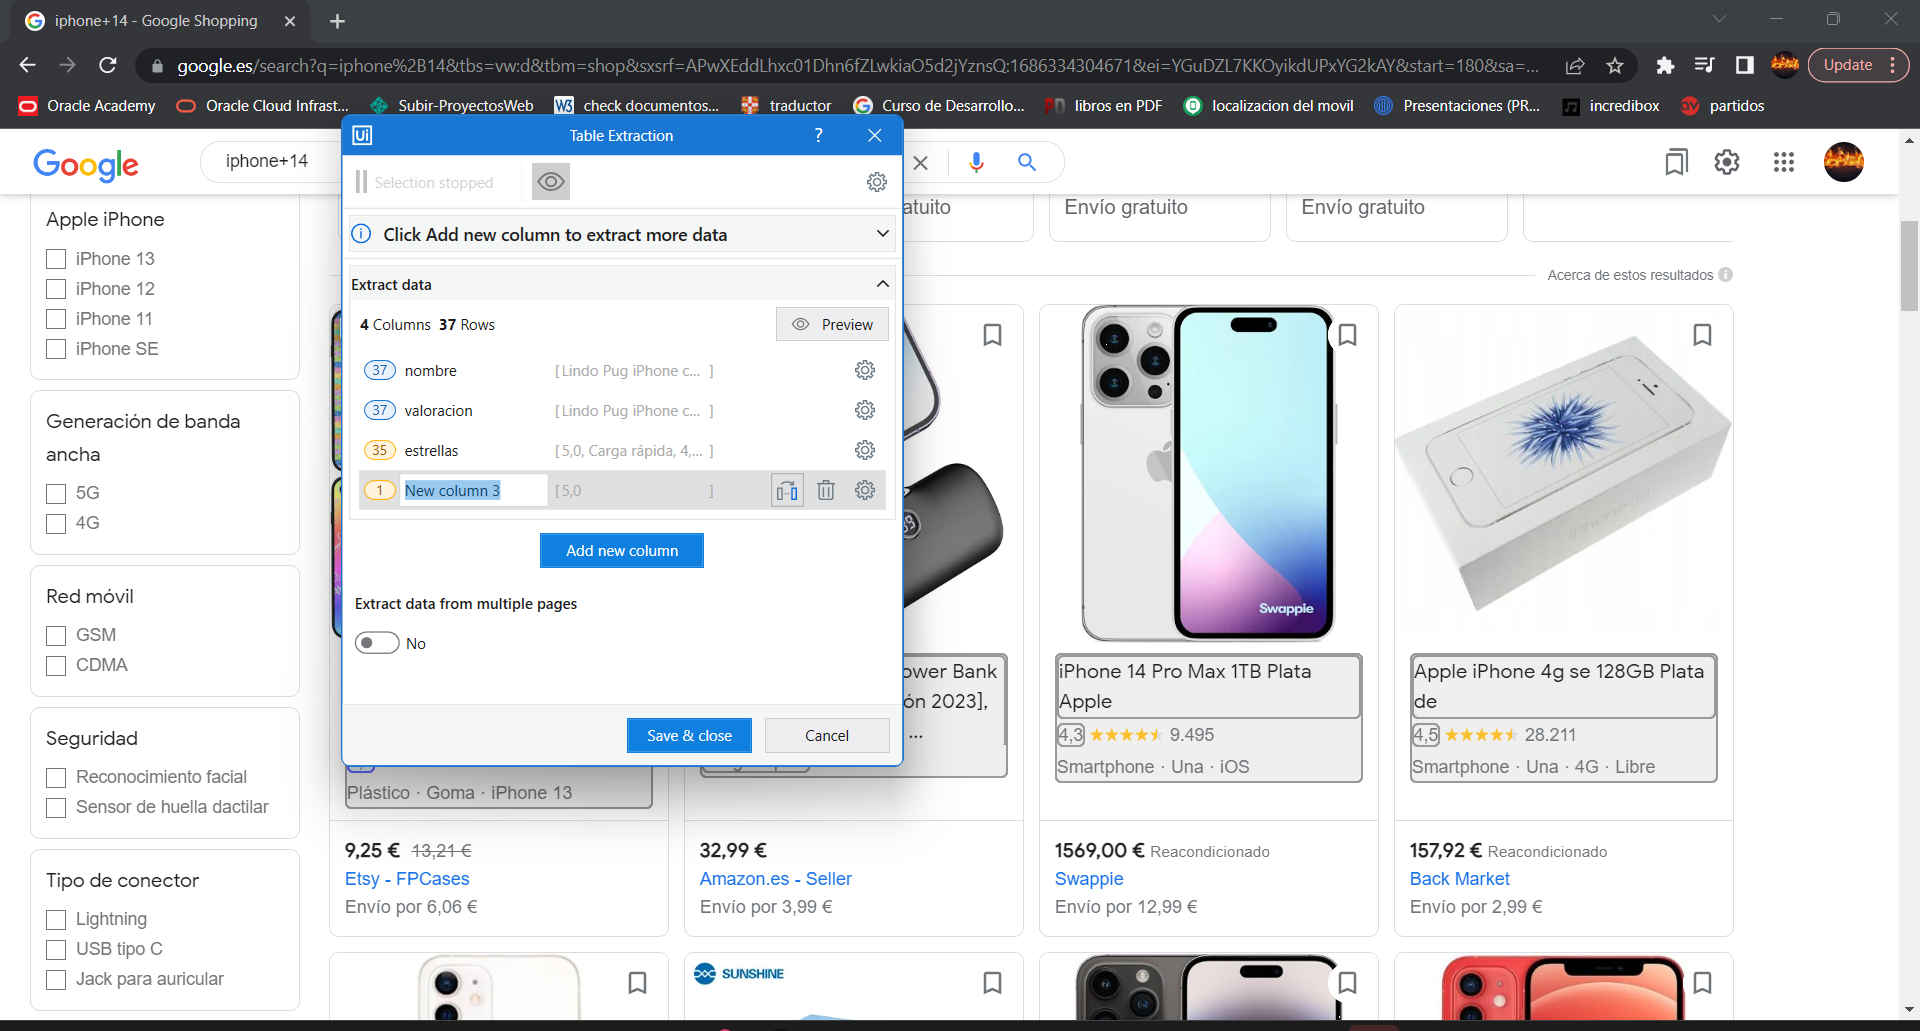 iphone+14 - Google Shopping
google.es/search?q=iphone%2B14&tbs=vw:d&tbm=shop&sxsrf=APwXEddLhxc01Dhn6fZLwkiaO5d2jYznsQ:1686334304671&ei=YGuDZL7KKOyikdUPxYG2kAY&start=180&sa=...
Update
Oracle Academy
Oracle Cloud Infrast...
Subir-ProyectosWeb
W3 check documentos...
traductor
Curso de Desarrollo...
libros en PDF
localizacion del movil
Presentaciones (PR...
incredibox
partidos
Google
iphone+14
Ui Table Extraction ?
Selection stopped
Click Add new column to extract more data
Extract data
4 Columns 37 Rows
Preview
37 nombre [ Lindo Pug iPhone c... ]
37 valoracion [ Lindo Pug iPhone c... ]
35 estrellas [ 5,0, Carga rápida, 4,... ]
1 New column 3 [ 5,0 ]
Add new column
Extract data from multiple pages
No
Save & close
Cancel
Apple iPhone
iPhone 13
iPhone 12
iPhone 11
iPhone SE
Generación de banda
ancha
5G
4G
Red móvil
GSM
CDMA
Seguridad
Reconocimiento facial
Sensor de huella dactilar
Tipo de conector
Lightning
USB tipo C
Jack para auricular
atuito
Envío gratuito
Envío gratuito
Acerca de estos resultados
Plástico · Goma · iPhone 13
9,25 € 13,21 €
Etsy - FPCases
Envío por 6,06 €
ower Bank
ón 2023],
...
32,99 €
Amazon.es - Seller
Envío por 3,99 €
Swappie
iPhone 14 Pro Max 1TB Plata
Apple
4,3 9.495
Smartphone · Una · iOS
1569,00 € Reacondicionado
Swappie
Envío por 12,99 €
Apple iPhone 4g se 128GB Plata
de
4,5 28.211
Smartphone · Una · 4G · Libre
157,92 € Reacondicionado
Back Market
Envío por 2,99 €
SUNSHINE